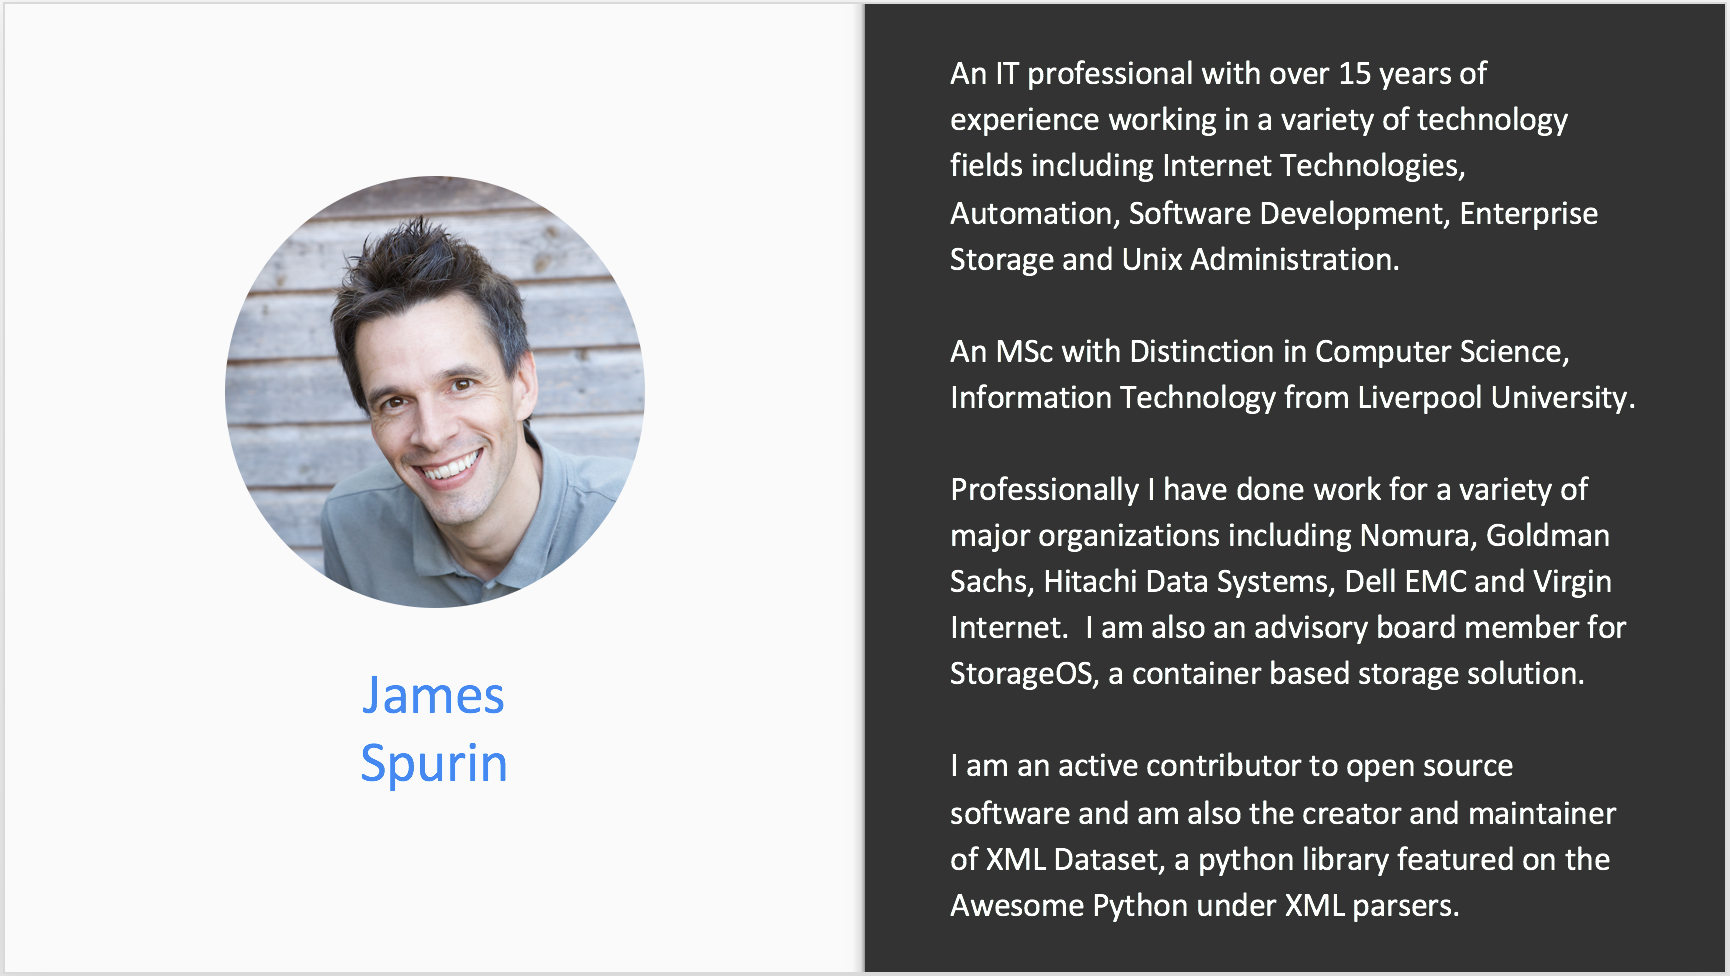 James
Spurin
An IT professional with over 15 years of
experience working in a variety of technology
fields including Internet Technologies,
Automation, Software Development, Enterprise
Storage and Unix Administration.
An MSc with Distinction in Computer Science,
Information Technology from Liverpool University.
Professionally I have done work for a variety of
major organizations including Nomura, Goldman
Sachs, Hitachi Data Systems, Dell EMC and Virgin
Internet.  I am also an advisory board member for
StorageOS, a container based storage solution.
I am an active contributor to open source
software and am also the creator and maintainer
of XML Dataset, a python library featured on the
Awesome Python under XML parsers.